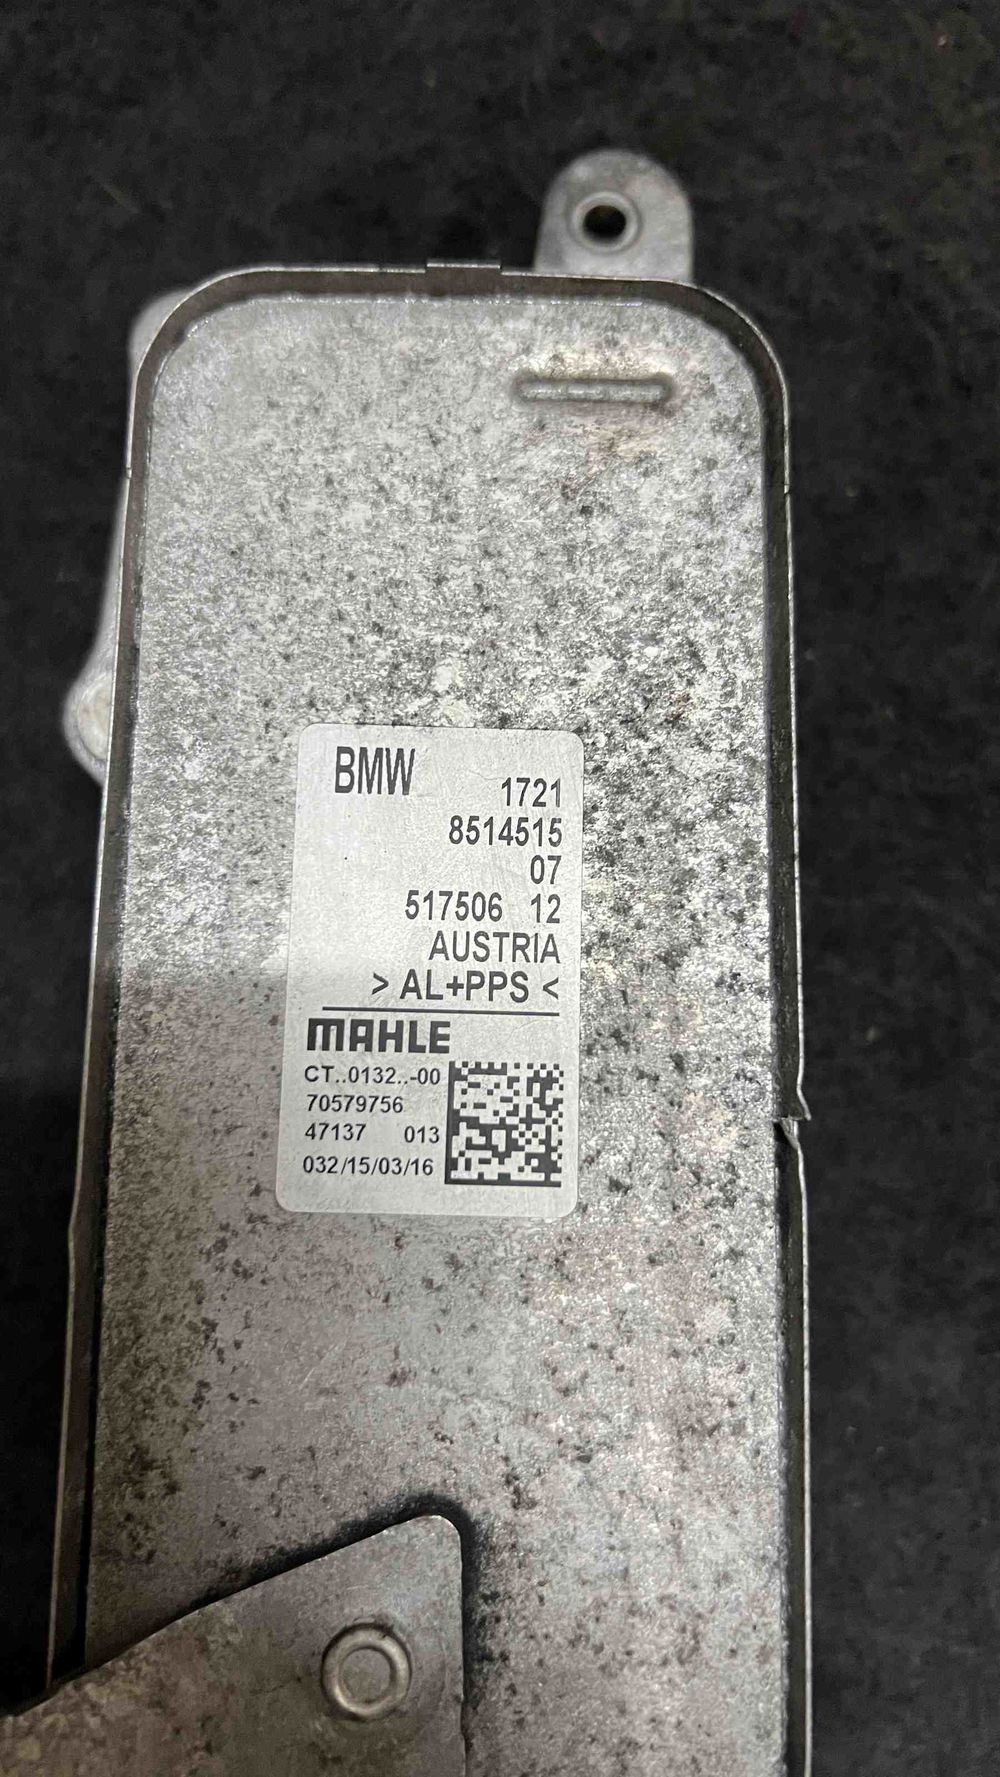 BMW 1721
8514515
07
517506 12
AUSTRIA
> AL+PPS <
MAHLE
CT..0132..-00
70579756
47137 013
032/15/03/16